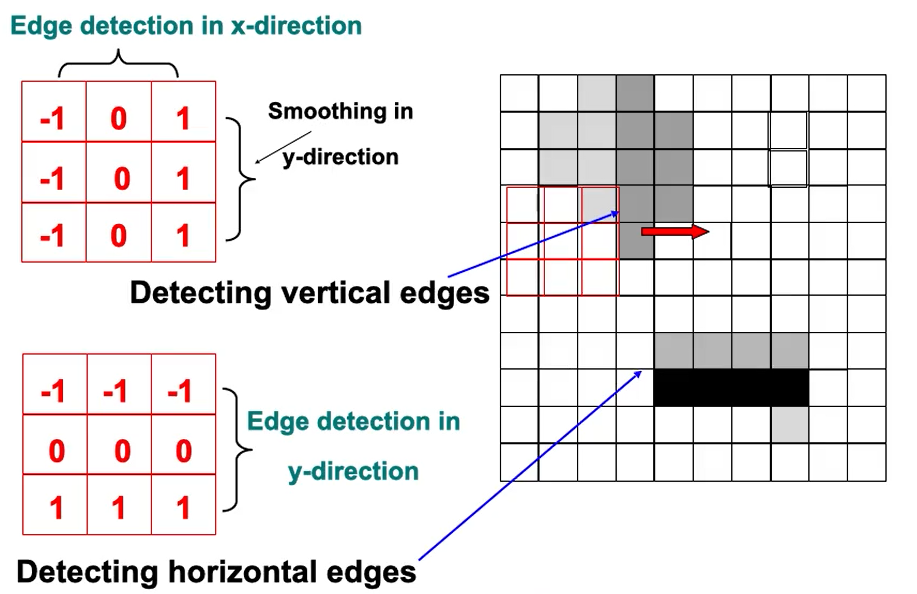 Edge detection in x-direction
-1 0 1
-1 0 1
-1 0 1
Smoothing in
y-direction
Detecting vertical edges
-1 -1 -1
0 0 0
1 1 1
Edge detection in
y-direction
Detecting horizontal edges